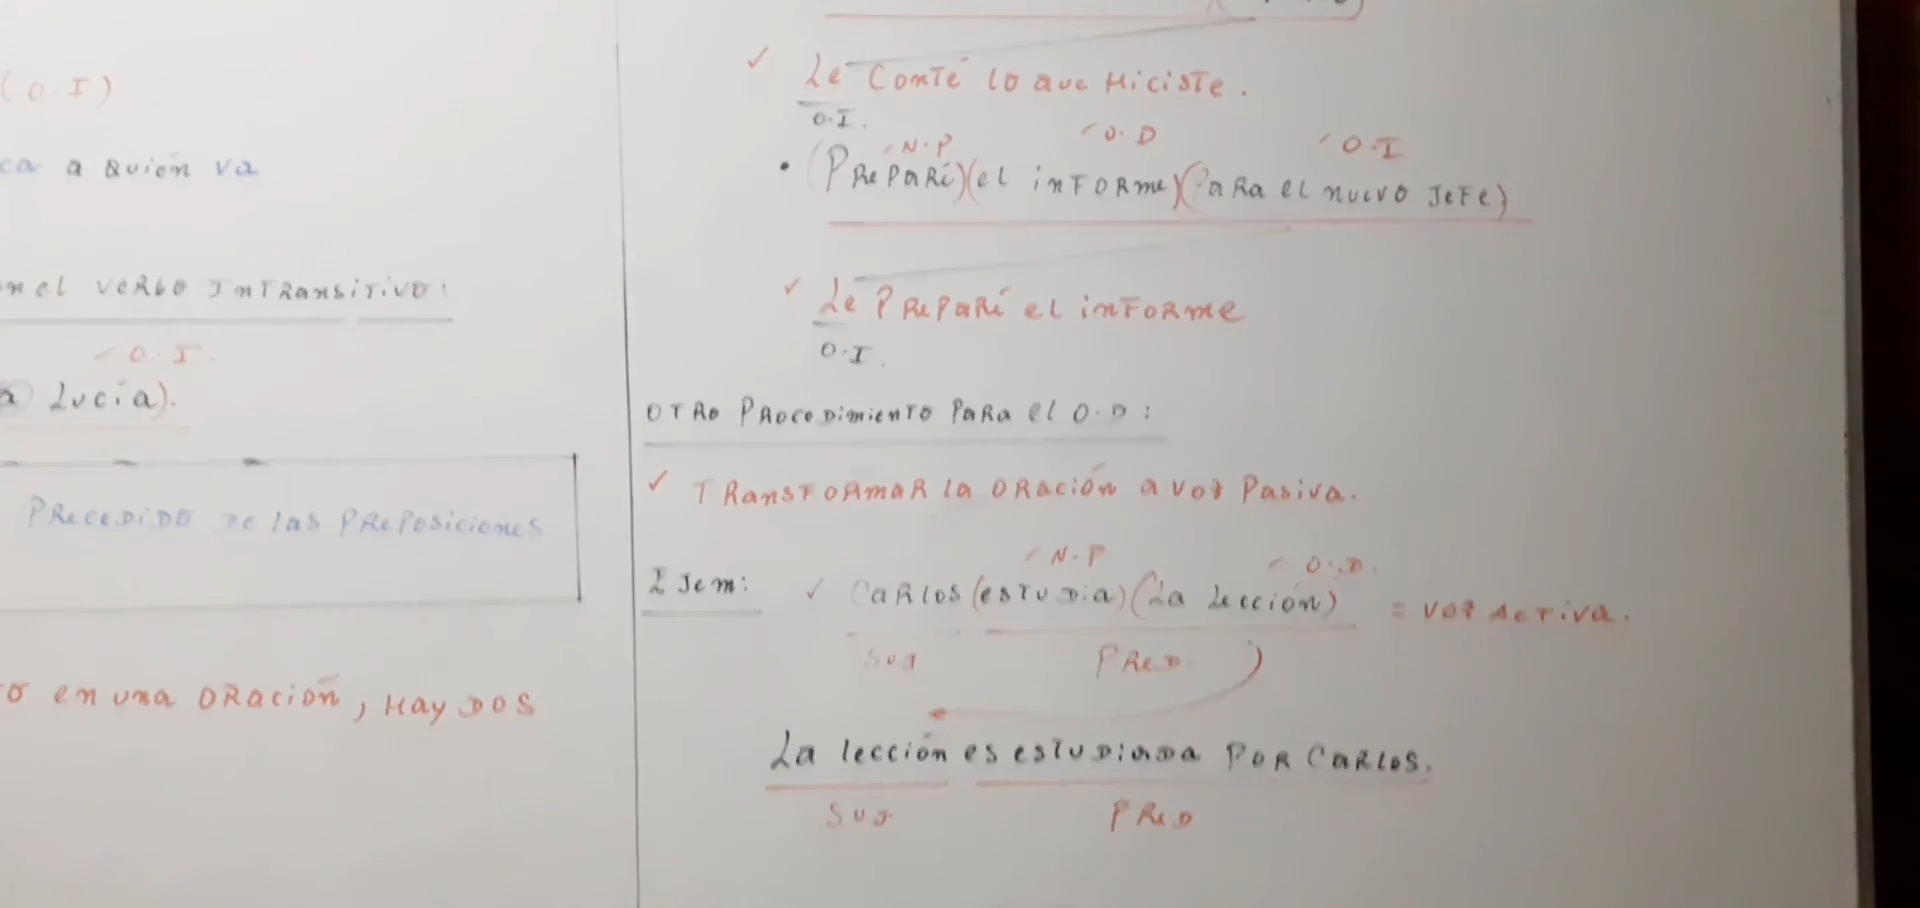 (O.I)
ca a Quien va
n el verbo Intransitivo:
O.I.
a Lucía).
Precedido de las preposiciones
o en una oración, Hay Dos
Le Conté lo que Hiciste.
O.I.
N.P O.D O.I
• (Preparé)(el informe)(Para el nuevo Jefe)
✓ Le Preparé el informe
O.I.
Otro Procedimiento Para el O.D:
✓ Transformar la oración a voz Pasiva.
N.P O.D.
Ejem: ✓ Carlos (estudia)(La Lección) = voz Activa.
Suj Pred.
La lección es estudiada por Carlos.
Suj. Pred